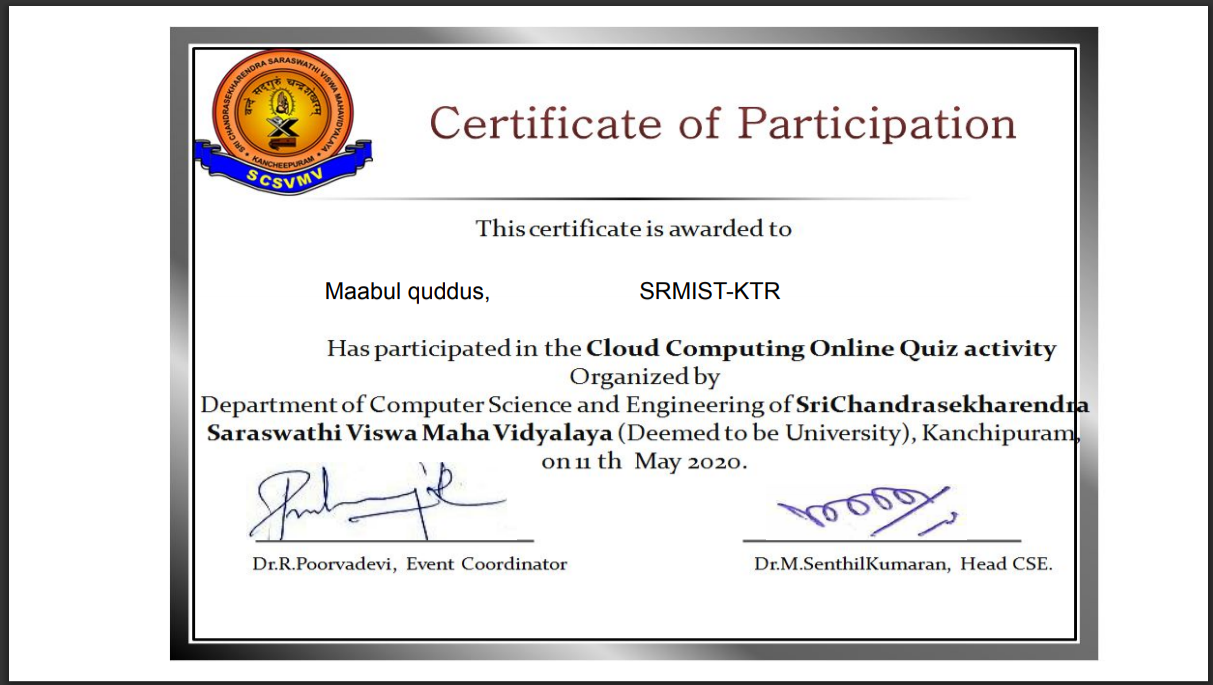 SRI CHANDRASEKHARENDRA SARASWATHI VISWA MAHAVIDYALAYA
वन्दे सद्गुरुं चन्द्रशेखरम्
* KANCHEEPURAM *
SCSVMV
Certificate of Participation
This certificate is awarded to
Maabul quddus, SRMIST-KTR
Has participated in the Cloud Computing Online Quiz activity
Organized by
Department of Computer Science and Engineering of SriChandrasekharendra
Saraswathi Viswa Maha Vidyalaya (Deemed to be University), Kanchipuram,
on 11 th May 2020.
Dr.R.Poorvadevi, Event Coordinator Dr.M.SenthilKumaran, Head CSE.